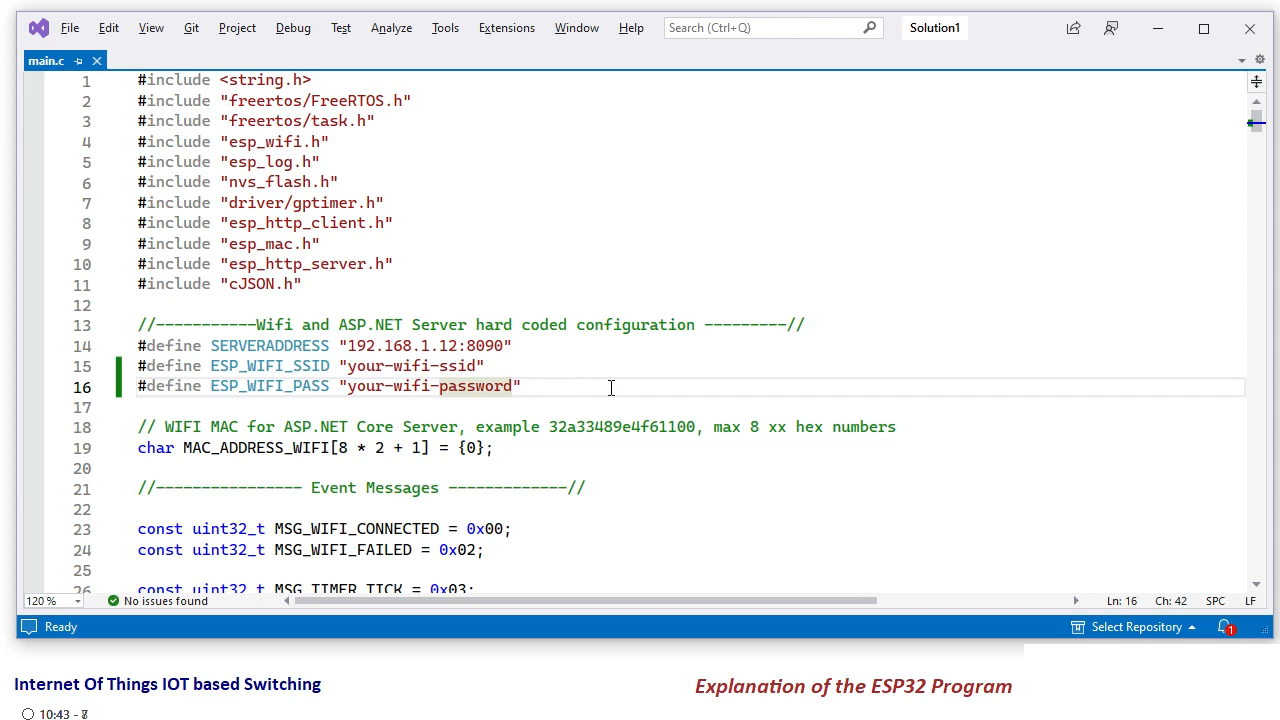 File Edit View Git Project Debug Test Analyze Tools Extensions Window Help Search (Ctrl+Q) Solution1
main.c
1 #include <string.h>
2 #include "freertos/FreeRTOS.h"
3 #include "freertos/task.h"
4 #include "esp_wifi.h"
5 #include "esp_log.h"
6 #include "nvs_flash.h"
7 #include "driver/gptimer.h"
8 #include "esp_http_client.h"
9 #include "esp_mac.h"
10 #include "esp_http_server.h"
11 #include "cJSON.h"
12
13 //-----------Wifi and ASP.NET Server hard coded configuration ---------//
14 #define SERVERADDRESS "192.168.1.12:8090"
15 #define ESP_WIFI_SSID "your-wifi-ssid"
16 #define ESP_WIFI_PASS "your-wifi-password"
17
18 // WIFI MAC for ASP.NET Core Server, example 32a33489e4f61100, max 8 xx hex numbers
19 char MAC_ADDRESS_WIFI[8 * 2 + 1] = {0};
20
21 //---------------- Event Messages -------------//
22
23 const uint32_t MSG_WIFI_CONNECTED = 0x00;
24 const uint32_t MSG_WIFI_FAILED = 0x02;
25
26 const uint32_t MSG_TIMER_TICK = 0x03;
120 % No issues found Ln: 16 Ch: 42 SPC LF
Ready Select Repository 1
Internet Of Things IOT based Switching
Explanation of the ESP32 Program
10:43 -